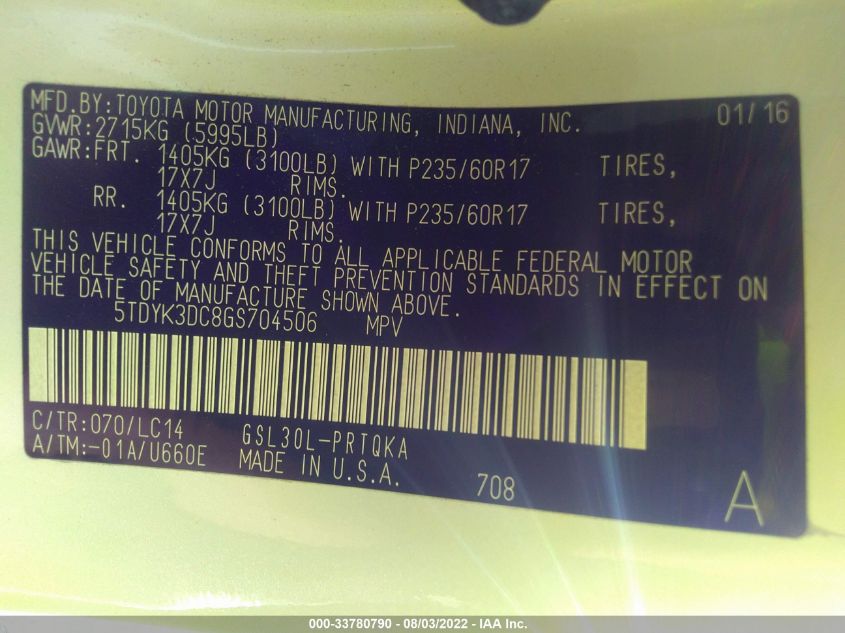 MFD.BY:TOYOTA MOTOR MANUFACTURING, INDIANA, INC. 01/16
GVWR:2715KG (5995LB)
GAWR:FRT. 1405KG (3100LB) WITH P235/60R17 TIRES,
17X7J RIMS.
RR. 1405KG (3100LB) WITH P235/60R17 TIRES,
17X7J RIMS.
THIS VEHICLE CONFORMS TO ALL APPLICABLE FEDERAL MOTOR
VEHICLE SAFETY AND THEFT PREVENTION STANDARDS IN EFFECT ON
THE DATE OF MANUFACTURE SHOWN ABOVE.
5TDYK3DC8GS704506 MPV
C/TR:070/LC14 GSL30L-PRTQKA
A/TM:-01A/U660E MADE IN U.S.A. 708 A
000-33780790 - 08/03/2022 - IAA Inc.